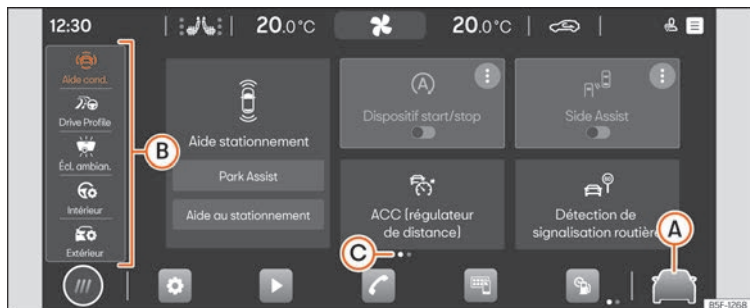 12:30
20.0°C
20.0°C
Aide cond.
Drive Profile
Écl. ambian.
Intérieur
Extérieur
B
Aide stationnement
Park Assist
Aide au stationnement
A
Dispositif start/stop
Side Assist
ACC (régulateur
de distance)
Détection de
signalisation routière
C
A
B5F-1268